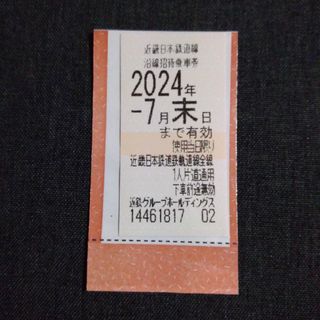 近畿日本鉄道線
沿線招待乗車券
2024年
-7月末日
まで有効
使用当日限り
近畿日本鉄道鉄軌道線全線
1人片道適用
下車前途無効
近鉄グループホールディングス
14461817 02